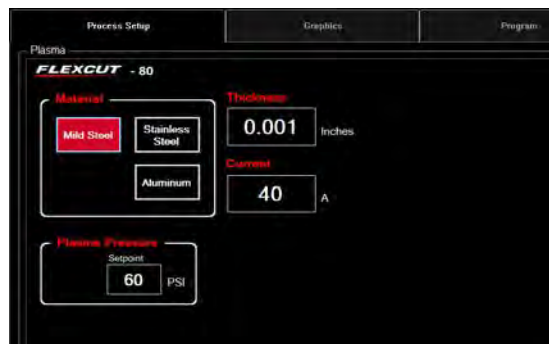 Process Setup Graphics Program
Plasma
FLEXCUT - 80
Material
Mild Steel
Stainless
Steel
Aluminum
Thickness
0.001 Inches
Current
40 A
Plasma Pressure
Setpoint
60 PSI